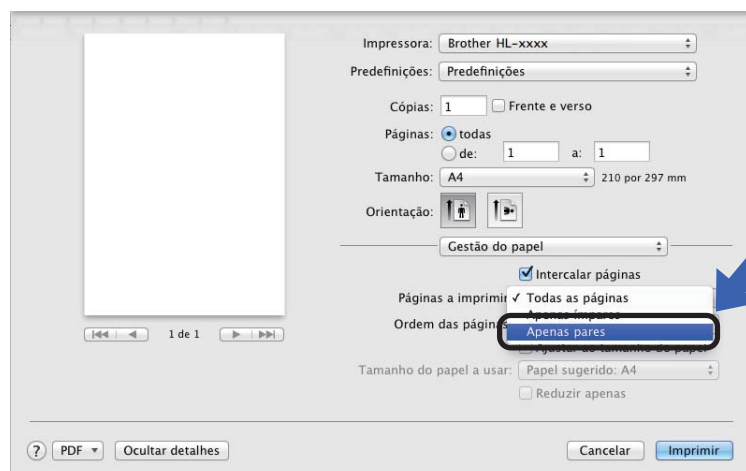 Impressora: Brother HL-xxxx
Predefinições: Predefinições
Cópias: 1 Frente e verso
Páginas: todas
de: 1 a: 1
Tamanho: A4 210 por 297 mm
Orientação:
Gestão do papel
Intercalar páginas
Páginas a imprimir ✓ Todas as páginas
Apenas ímpares
Ordem das páginas Apenas pares
1 de 1
Ajustar ao tamanho do papel
Tamanho do papel a usar: Papel sugerido: A4
Reduzir apenas
? PDF Ocultar detalhes Cancelar Imprimir